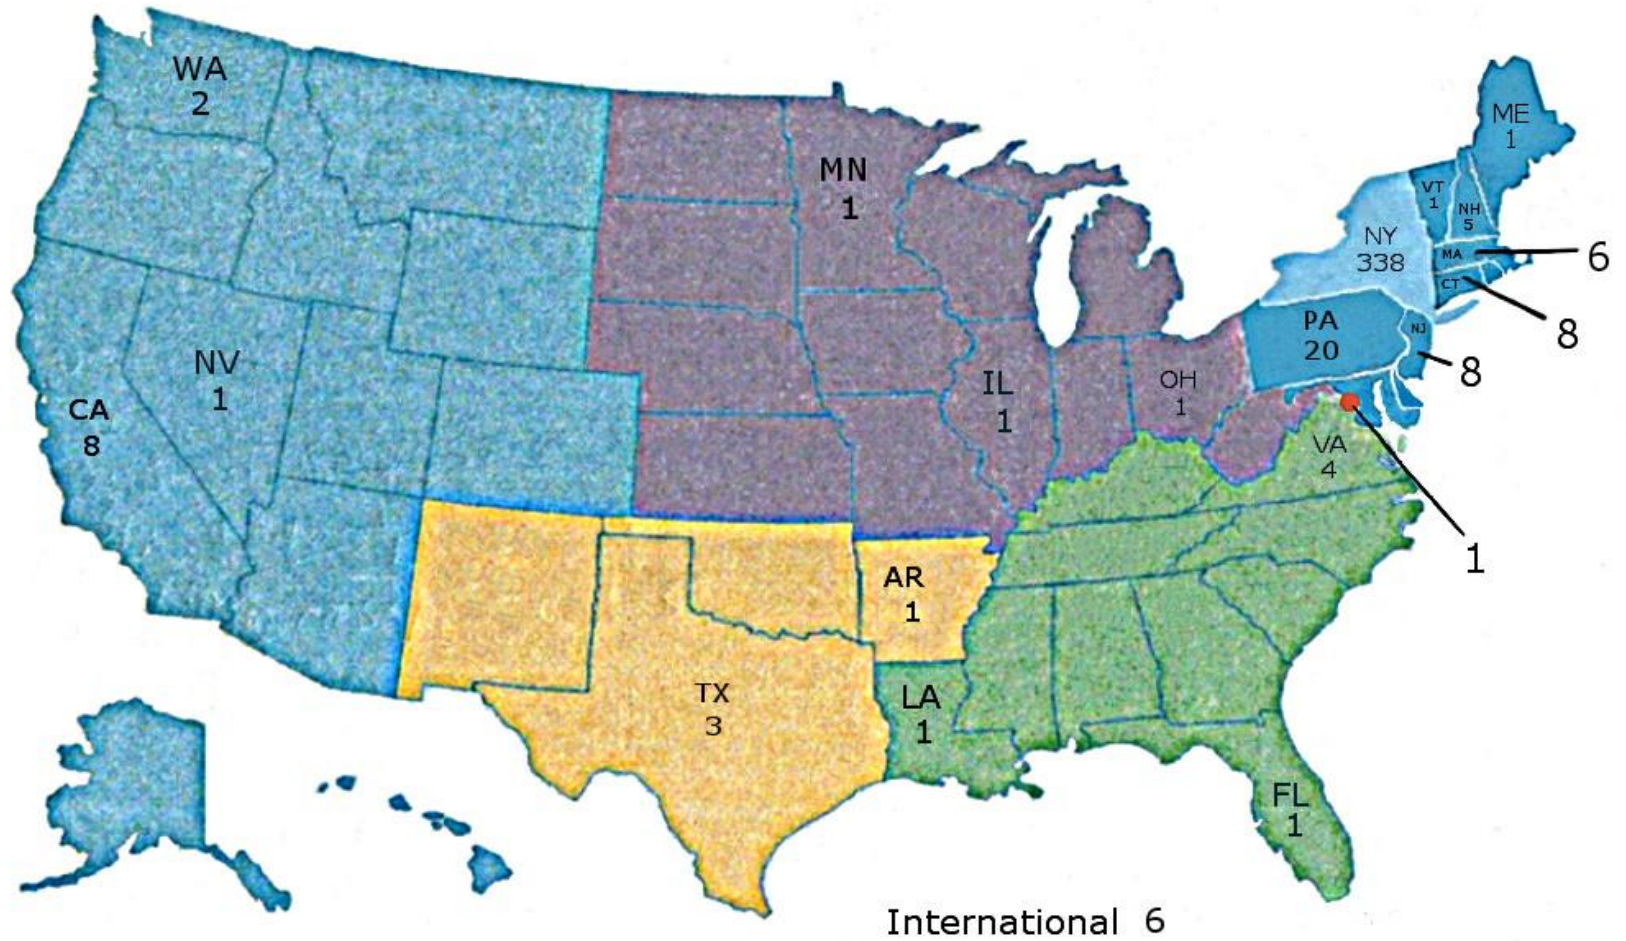 WA
2
ME
1
MN
1
VT
1
NH
5
NY
338
MA
6
CT
8
PA
20
NJ
8
NV
1
IL
1
OH
1
CA
8
VA
4
1
AR
1
TX
3
LA
1
FL
1
International 6